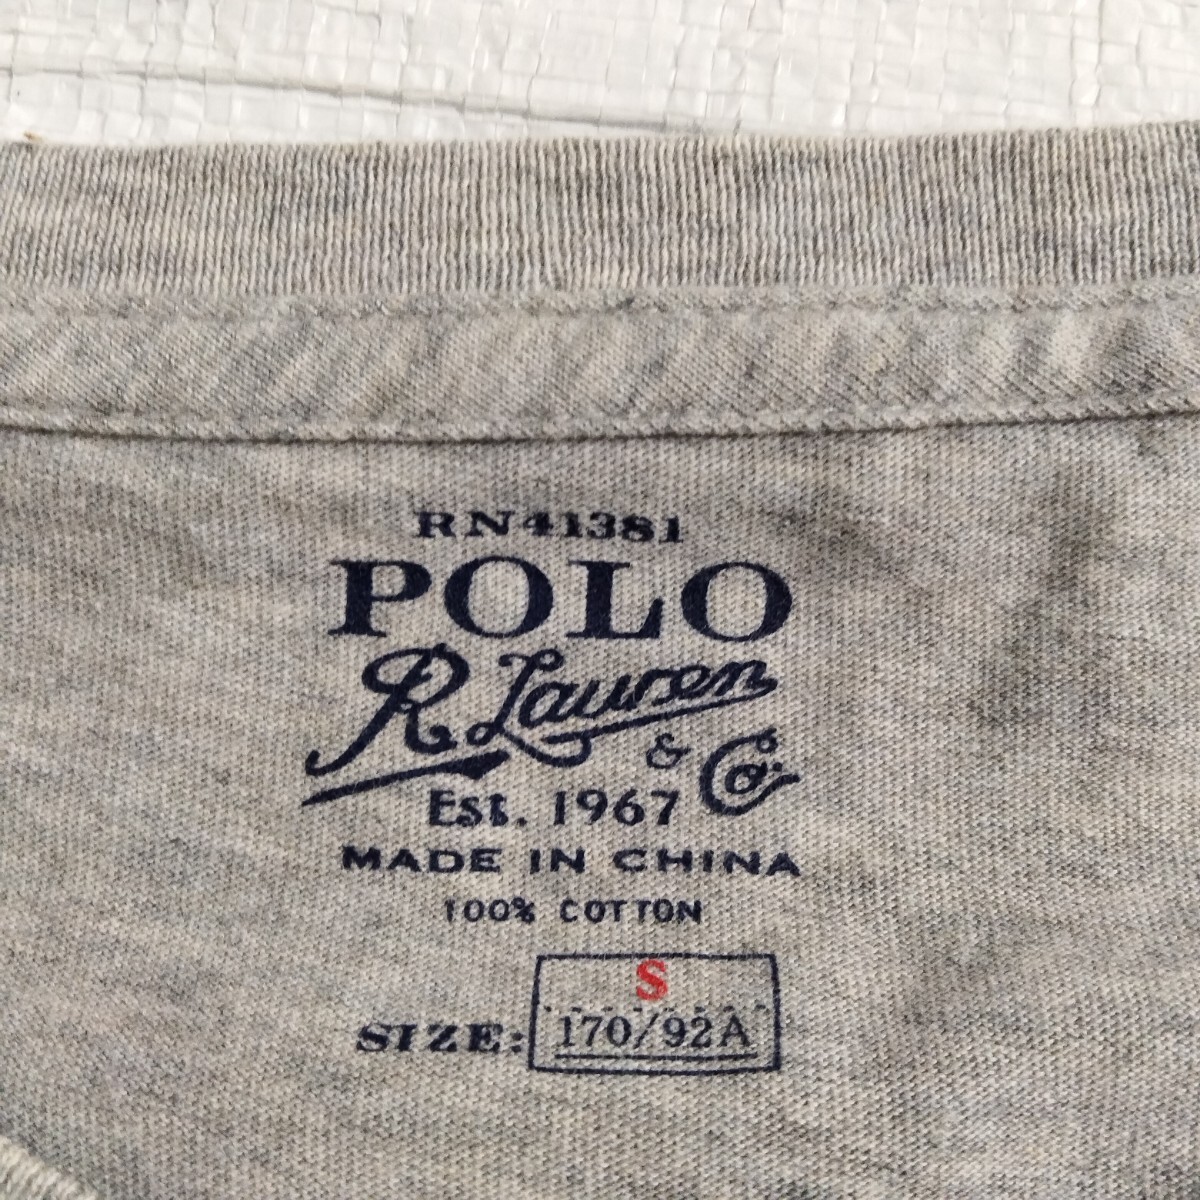 RN41381
POLO
R. Lauren
& Co.
Est. 1967
MADE IN CHINA
100% COTTON
S
SIZE: 170/92A